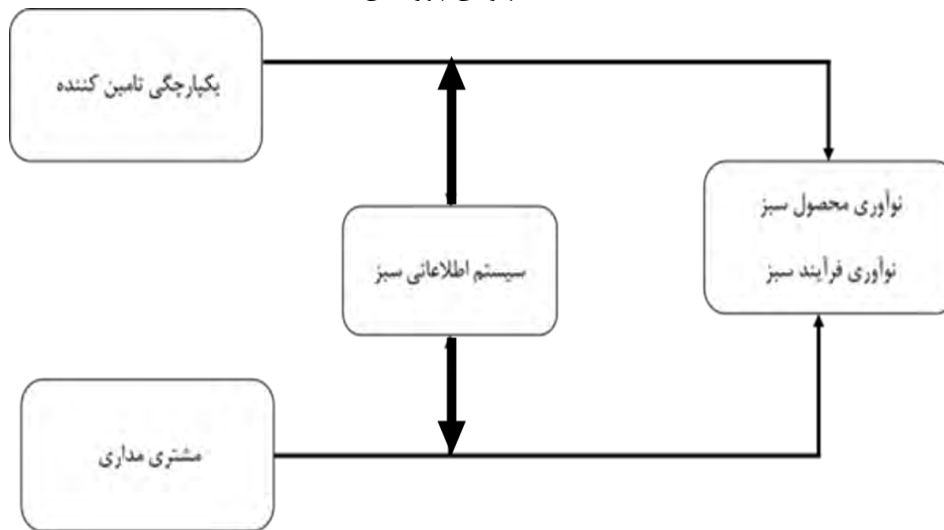 یکپارچگی تامین کننده
نوآوری محصول سبز
نوآوری فرآیند سبز
سیستم اطلاعاتی سبز
مشتری مداری